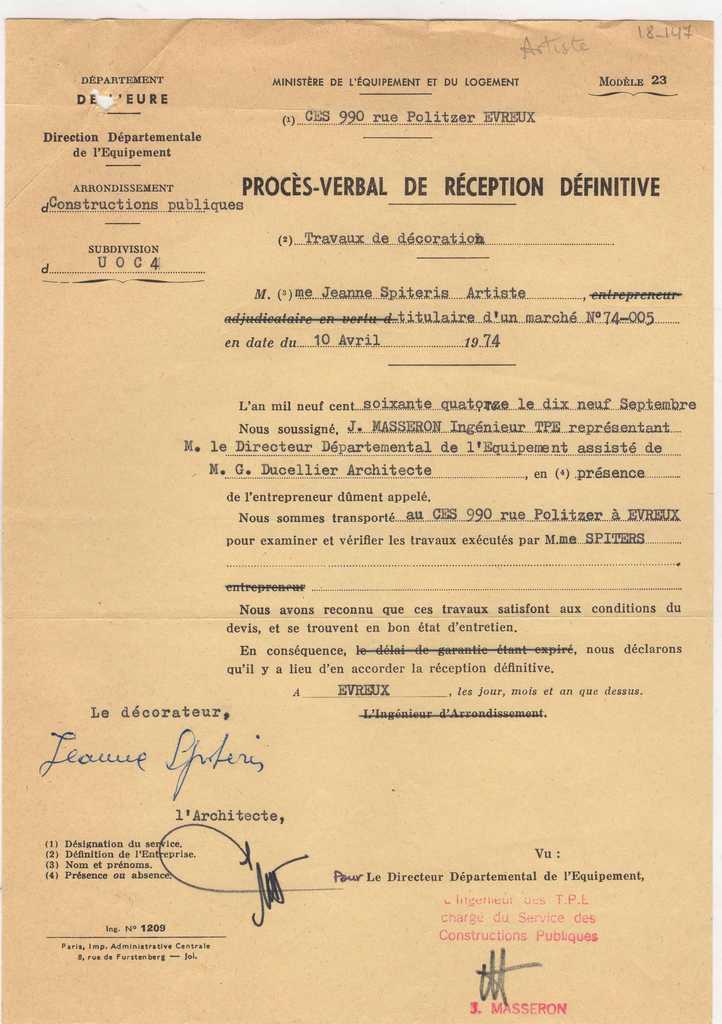 Artiste
18-147
DÉPARTEMENT
DE L'EURE
Direction Départementale
de l'Equipement
ARRONDISSEMENT
d Constructions publiques
SUBDIVISION
d UOC4
MINISTÈRE DE L'ÉQUIPEMENT ET DU LOGEMENT
MODÈLE 23
(1) CES 990 rue Politzer EVREUX
PROCÈS-VERBAL DE RÉCEPTION DÉFINITIVE
(2) Travaux de décoration
M. (3) me Jeanne Spiteris Artiste , entrepreneur
adjudicataire en vertu d titulaire d'un marché N°74-005
en date du 10 Avril 1974
L'an mil neuf cent soixante quatorze le dix neuf Septembre
Nous soussigné, J. MASSERON Ingénieur TPE représentant
M. le Directeur Départemental de l'Equipement assisté de
M. G. Ducellier Architecte , en (4) présence
de l'entrepreneur dûment appelé.
Nous sommes transporté au CES 990 rue Politzer à EVREUX
pour examiner et vérifier les travaux exécutés par M.me SPITERS
entrepreneur
Nous avons reconnu que ces travaux satisfont aux conditions du
devis, et se trouvent en bon état d'entretien.
En conséquence, le délai de garantie étant expiré, nous déclarons
qu'il y a lieu d'en accorder la réception définitive.
A EVREUX , les jour, mois et an que dessus.
Le décorateur,
L'Ingénieur d'Arrondissement.
Jeanne Spiteris
l'Architecte,
(1) Désignation du service.
(2) Définition de l'Entreprise.
(3) Nom et prénoms.
(4) Présence ou absence.
Vu :
Pour Le Directeur Départemental de l'Equipement,
L'Ingénieur des T.P.E
chargé du Service des
Constructions Publiques
J. MASSERON
Ing. N° 1209
Paris, Imp. Administrative Centrale
8, rue de Furstenberg — Jol.